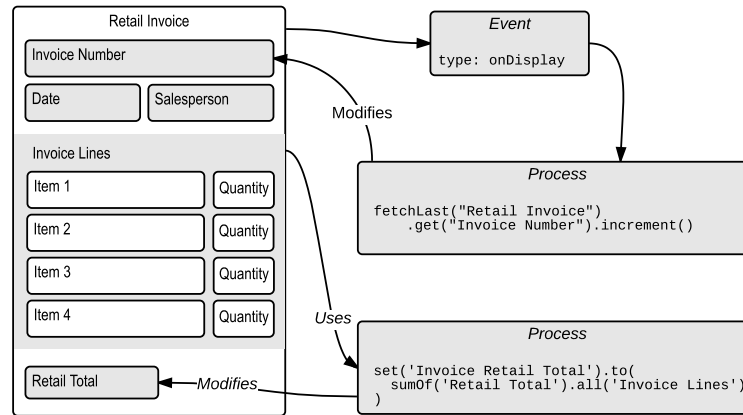 Retail Invoice
Invoice Number
Date
Salesperson
Invoice Lines
Item 1
Quantity
Item 2
Quantity
Item 3
Quantity
Item 4
Quantity
Retail Total
Event
type: onDisplay
Modifies
Process
fetchLast("Retail Invoice")
.get("Invoice Number").increment()
Uses
Process
set('Invoice Retail Total').to(
sumOf('Retail Total').all('Invoice Lines')
)
Modifies